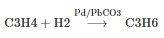 C3H4 + H2 Pd/PbCO3 ⟶ C3H6